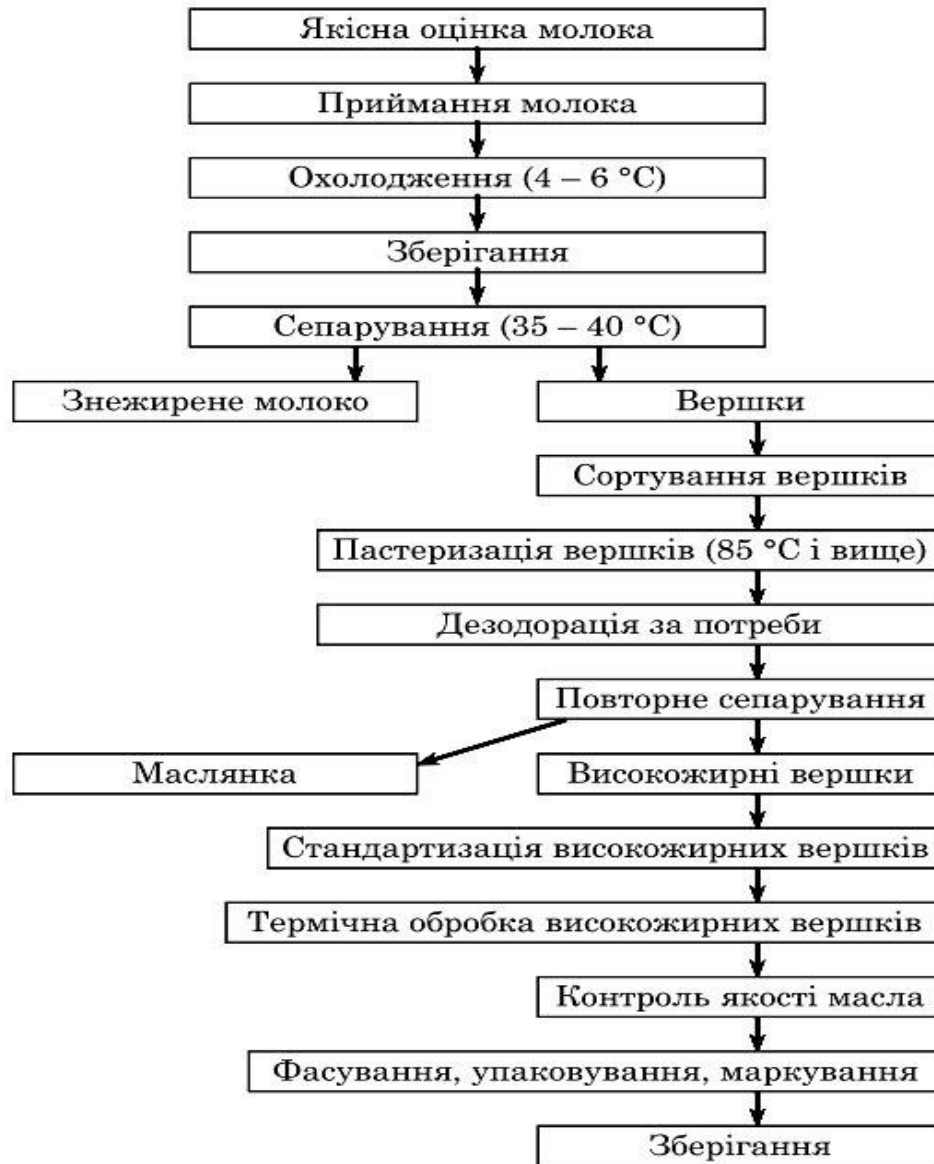 Якісна оцінка молока
Приймання молока
Охолодження (4 – 6 °С)
Зберігання
Сепарування (35 – 40 °С)
Знежирене молоко
Вершки
Сортування вершків
Пастеризація вершків (85 °С і вище)
Дезодорація за потреби
Повторне сепарування
Маслянка
Високожирні вершки
Стандартизація високожирних вершків
Термічна обробка високожирних вершків
Контроль якості масла
Фасування, упаковування, маркування
Зберігання